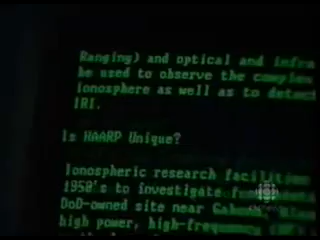 Ranging) and optical and infra
be used to observe the complex
ionosphere as well as to detec
IRI.
Is HAARP Unique?
Ionospheric research facilities
1950's to investigate
DoD-owned site near
high power, high-frequency